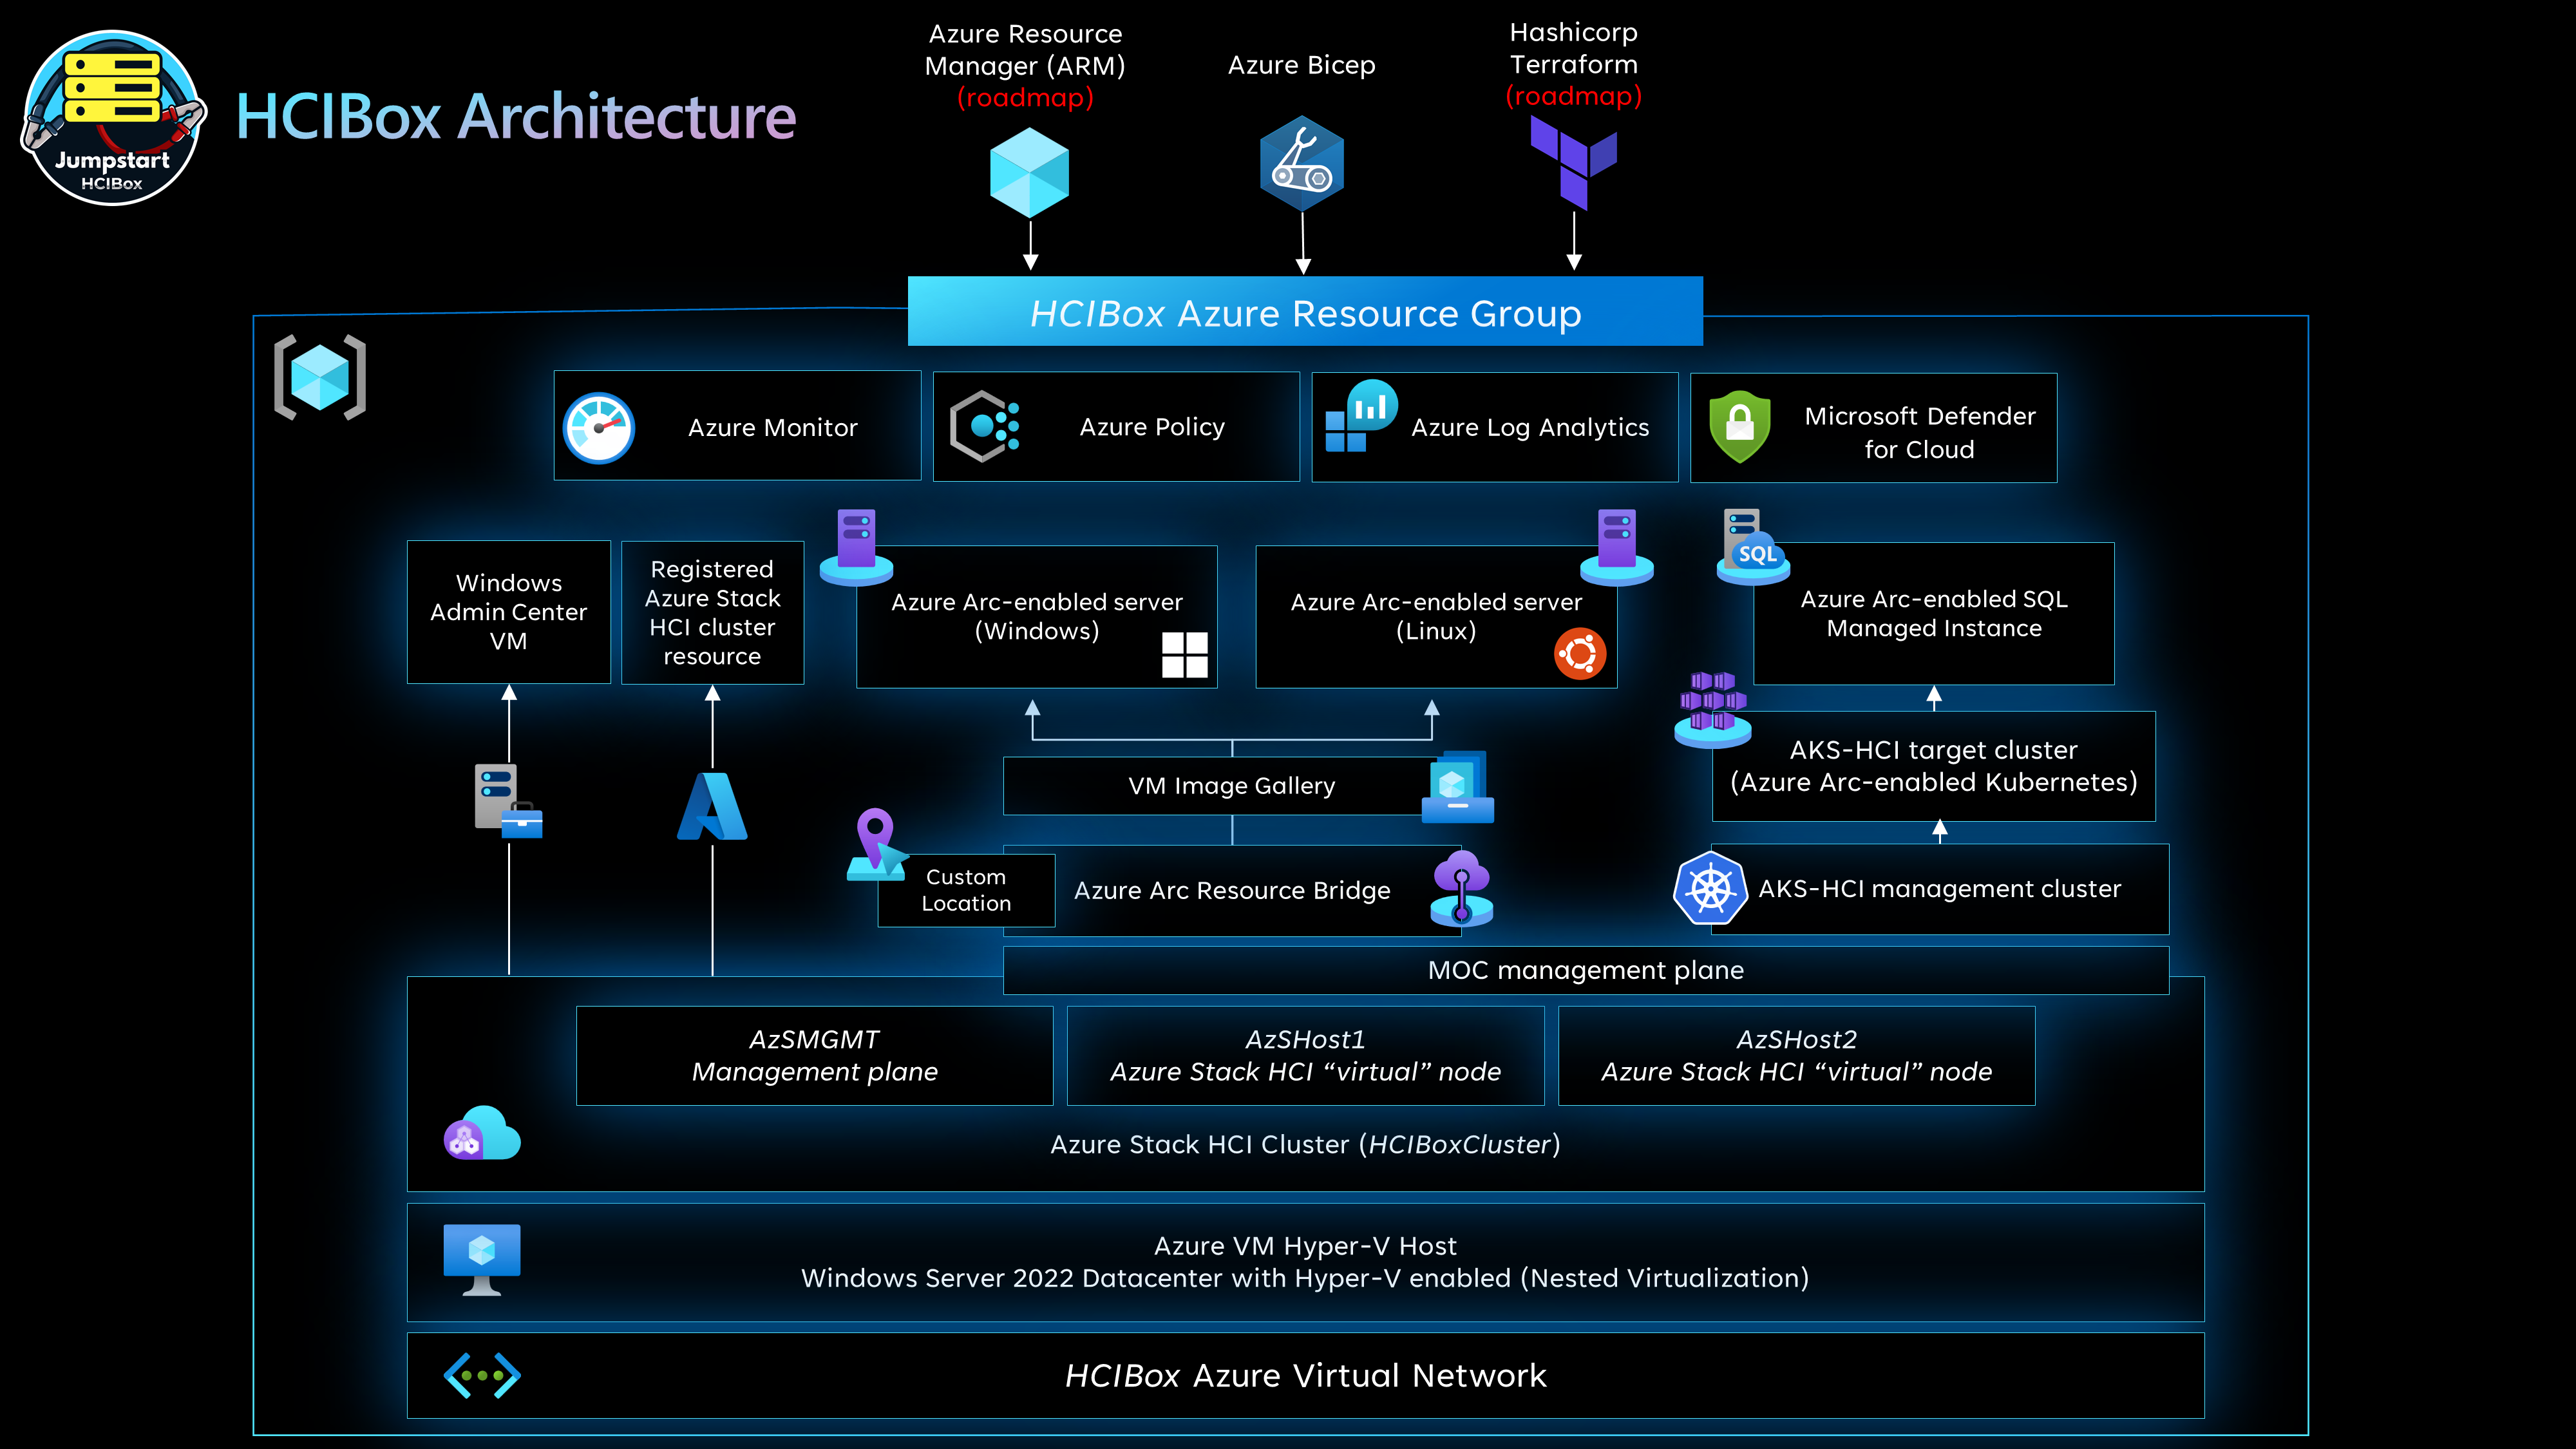 Jumpstart
HCIBox
HCIBox Architecture
Azure Resource
Manager (ARM)
(roadmap)
Azure Bicep
Hashicorp
Terraform
(roadmap)
HCIBox Azure Resource Group
Azure Monitor
Azure Policy
Azure Log Analytics
Microsoft Defender
for Cloud
Windows
Admin Center
VM
Registered
Azure Stack
HCI cluster
resource
Azure Arc-enabled server
(Windows)
Azure Arc-enabled server
(Linux)
SQL
Azure Arc-enabled SQL
Managed Instance
VM Image Gallery
AKS-HCI target cluster
(Azure Arc-enabled Kubernetes)
Custom
Location
Azure Arc Resource Bridge
AKS-HCI management cluster
MOC management plane
AzSMGMT
Management plane
AzSHost1
Azure Stack HCI “virtual” node
AzSHost2
Azure Stack HCI “virtual” node
Azure Stack HCI Cluster (HCIBoxCluster)
Azure VM Hyper-V Host
Windows Server 2022 Datacenter with Hyper-V enabled (Nested Virtualization)
HCIBox Azure Virtual Network